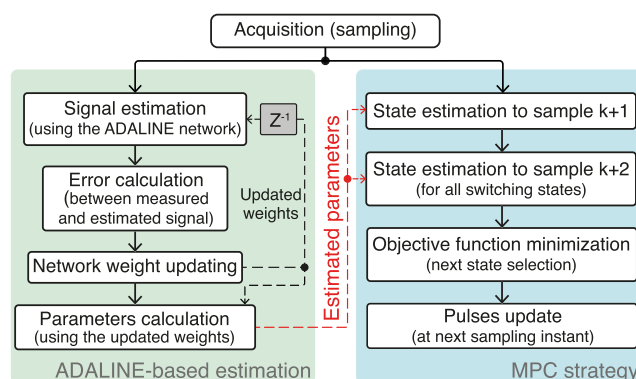 Acquisition (sampling)
Signal estimation
(using the ADALINE network)
Z-1
Error calculation
(between measured
and estimated signal)
Updated
weights
Network weight updating
Parameters calculation
(using the updated weights)
ADALINE-based estimation
Estimated parameters
State estimation to sample k+1
State estimation to sample k+2
(for all switching states)
Objective function minimization
(next state selection)
Pulses update
(at next sampling instant)
MPC strategy